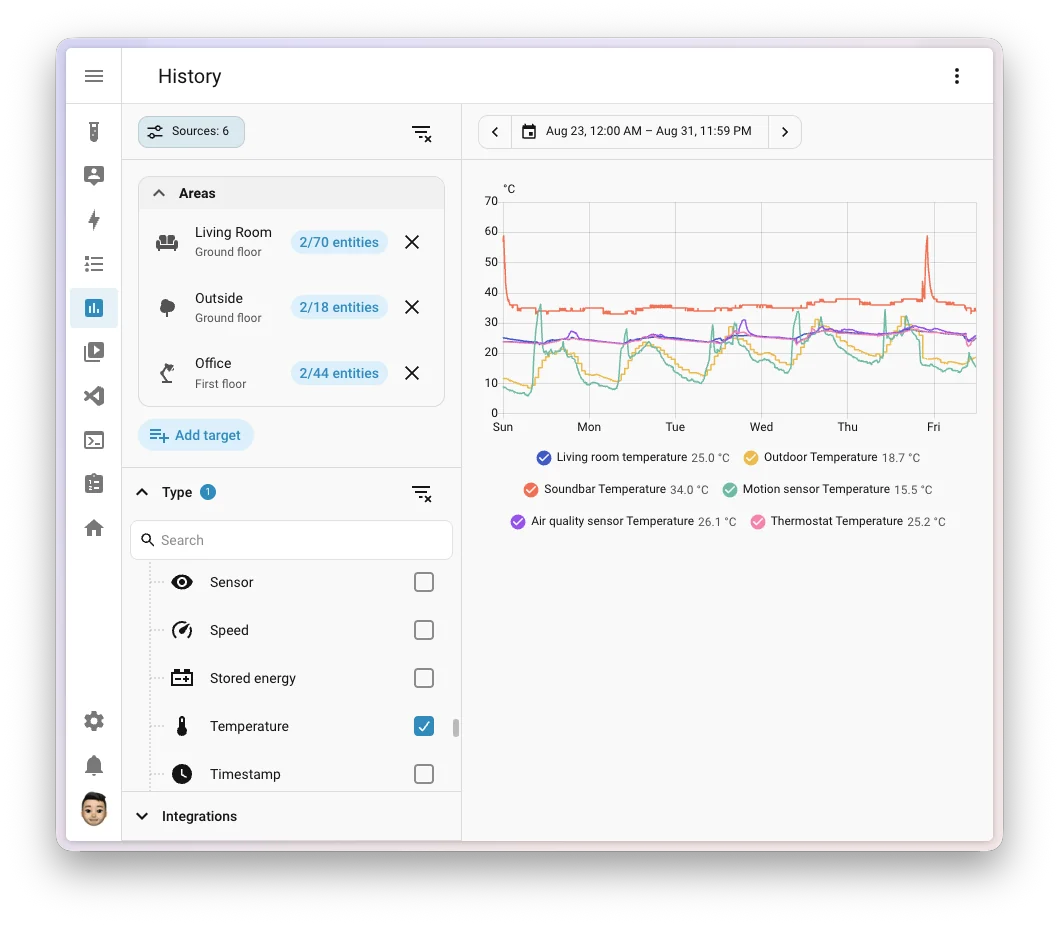 History
Sources: 6
Aug 23, 12:00 AM – Aug 31, 11:59 PM
Areas
Living Room
Ground floor
2/70 entities
Outside
Ground floor
2/18 entities
Office
First floor
2/44 entities
Add target
Type 1
Search
Sensor
Speed
Stored energy
Temperature
Timestamp
Integrations
°C
70
60
50
40
30
20
10
0
Sun Mon Tue Wed Thu Fri
Living room temperature 25.0 °C Outdoor Temperature 18.7 °C
Soundbar Temperature 34.0 °C Motion sensor Temperature 15.5 °C
Air quality sensor Temperature 26.1 °C Thermostat Temperature 25.2 °C